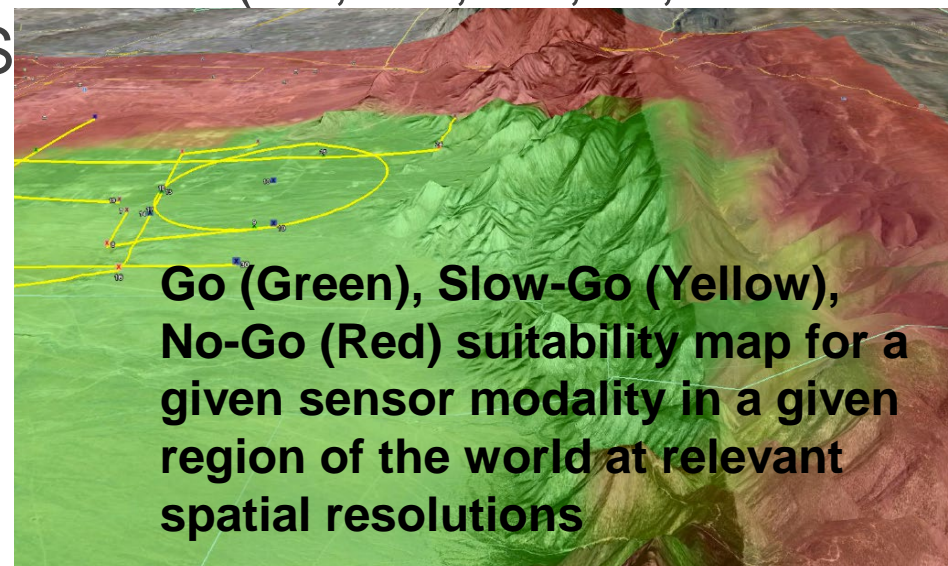 S
Go (Green), Slow-Go (Yellow),
No-Go (Red) suitability map for a
given sensor modality in a given
region of the world at relevant
spatial resolutions